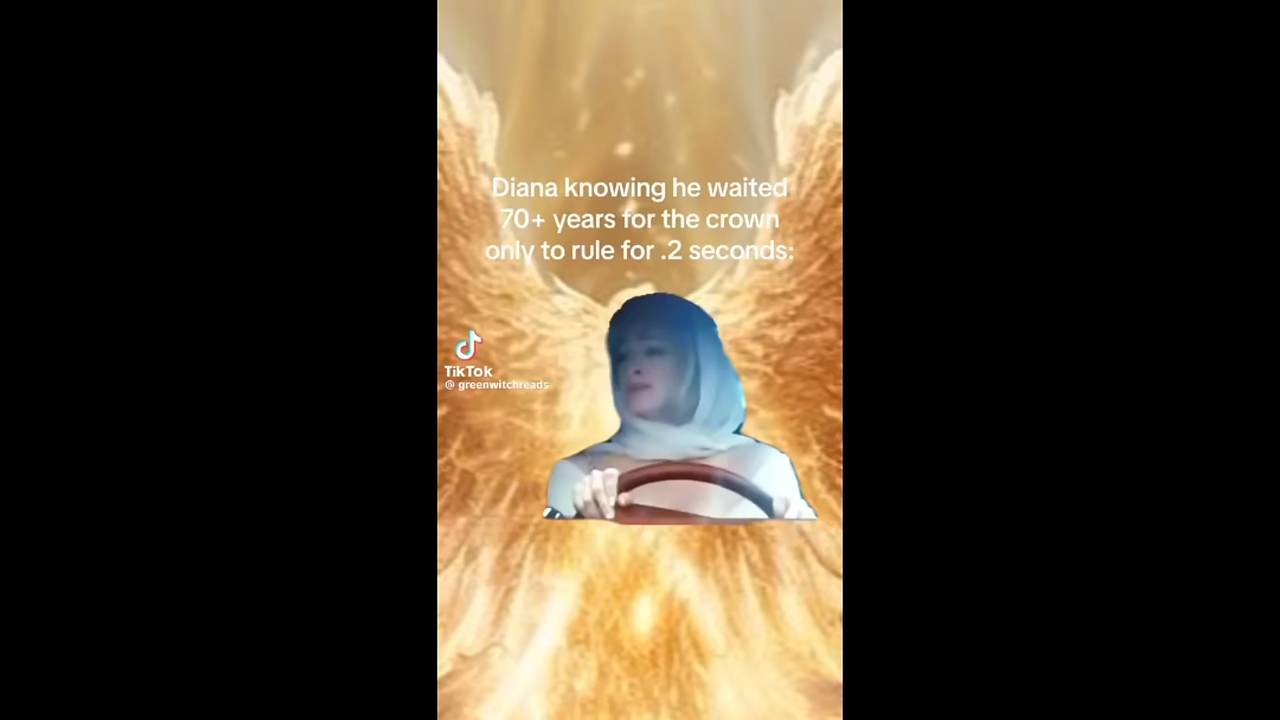 Diana knowing he waited
70+ years for the crown
only to rule for .2 seconds:
TikTok
@ greenwitchreads